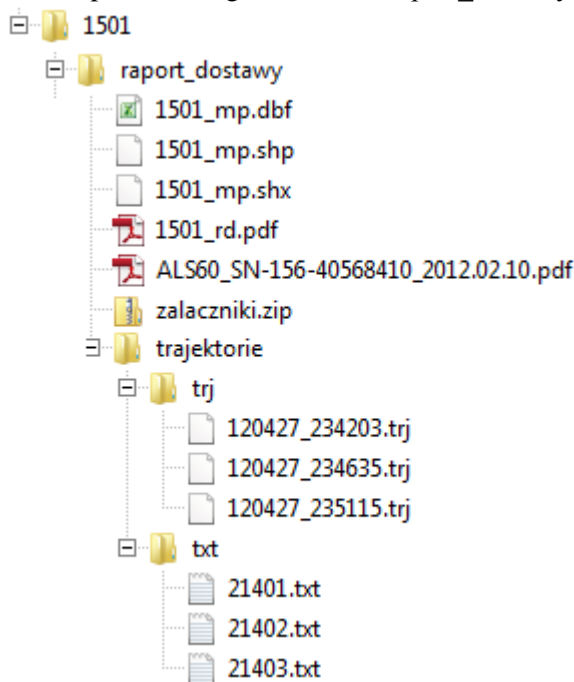 1501
raport_dostawy
1501_mp.dbf
1501_mp.shp
1501_mp.shx
1501_rd.pdf
ALS60_SN-156-40568410_2012.02.10.pdf
zalaczniki.zip
trajektorie
trj
120427_234203.trj
120427_234635.trj
120427_235115.trj
txt
21401.txt
21402.txt
21403.txt